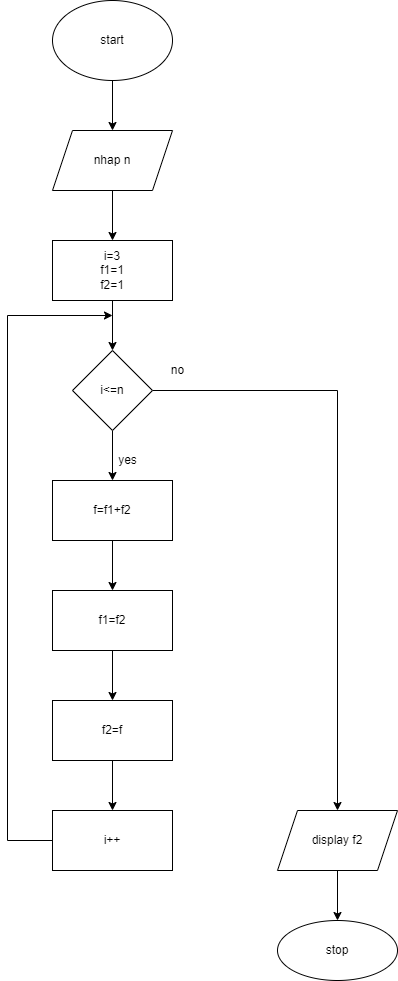 start
nhap n
i=3
f1=1
f2=1
i<=n
no
yes
f=f1+f2
f1=f2
f2=f
i++
display f2
stop